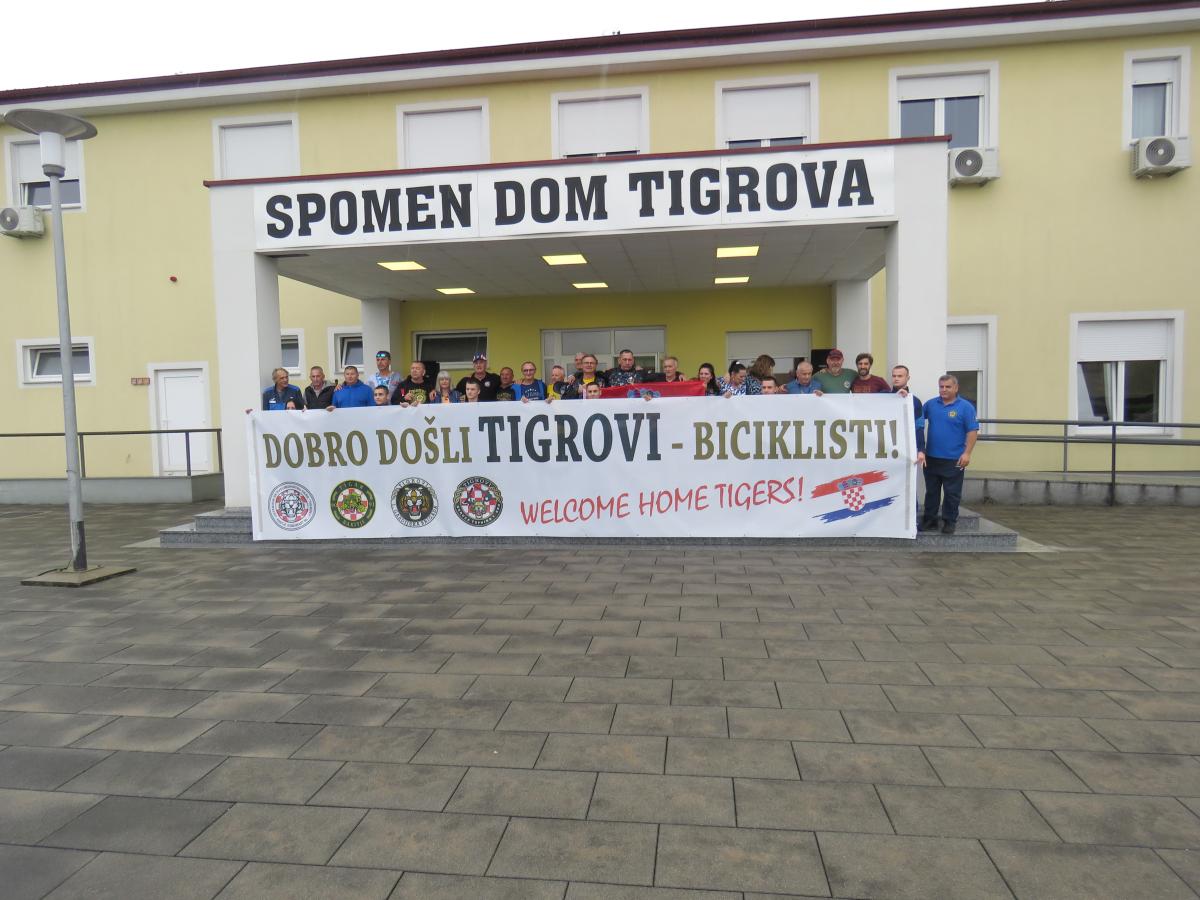 SPOMEN DOM TIGROVA
DOBRO DOŠLI TIGROVI - BICIKLISTI!
WELCOME HOME TIGERS!